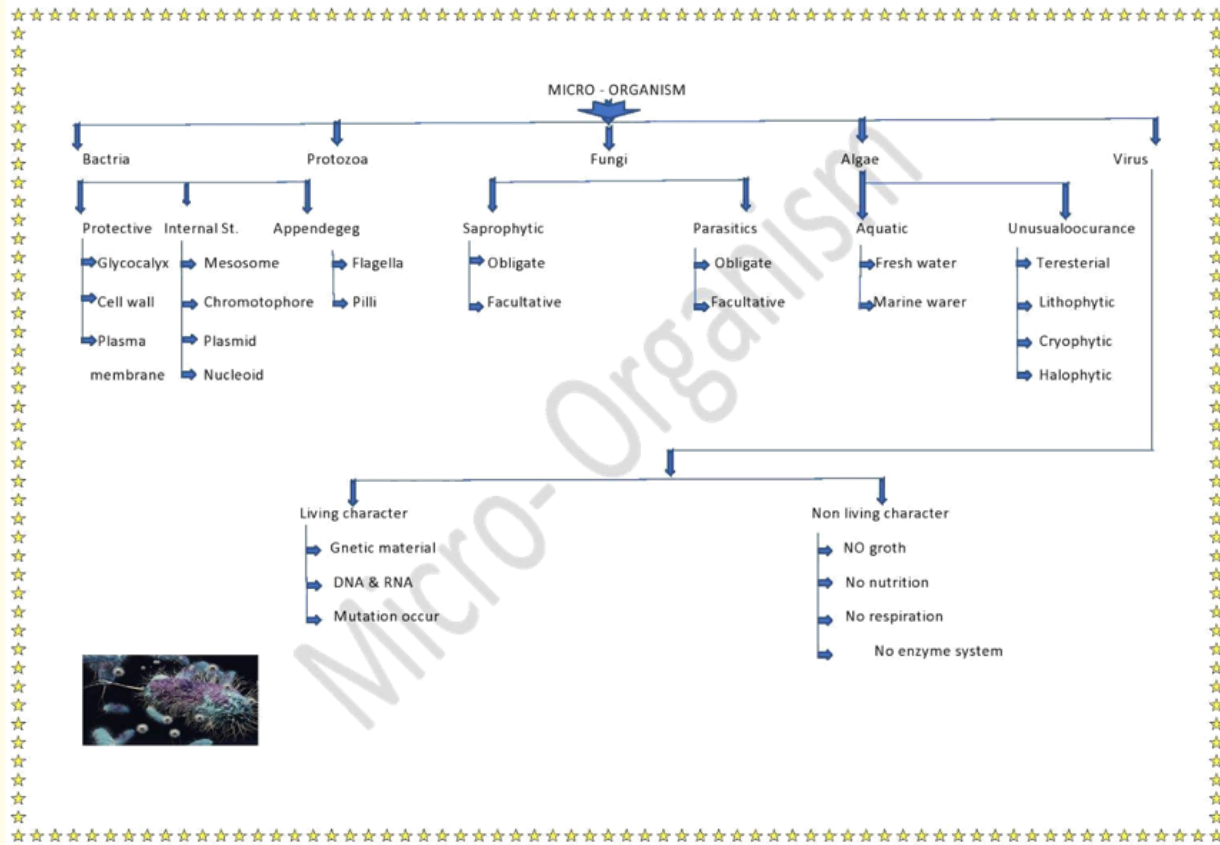 MICRO - ORGANISM
Bactria Protozoa Fungi Algae Virus
Protective Internal St. Appendegeg Saprophytic Parasitics Aquatic Unusualoocurance
Glycocalyx Mesosome Flagella Obligate Obligate Fresh water Teresterial
Cell wall Chromotophore Pilli Facultative Facultative Marine warer Lithophytic
Plasma Plasmid Cryophytic
membrane Nucleoid Halophytic
Living character Non living character
Gnetic material NO groth
DNA & RNA No nutrition
Mutation occur No respiration
No enzyme system
Micro- Organism